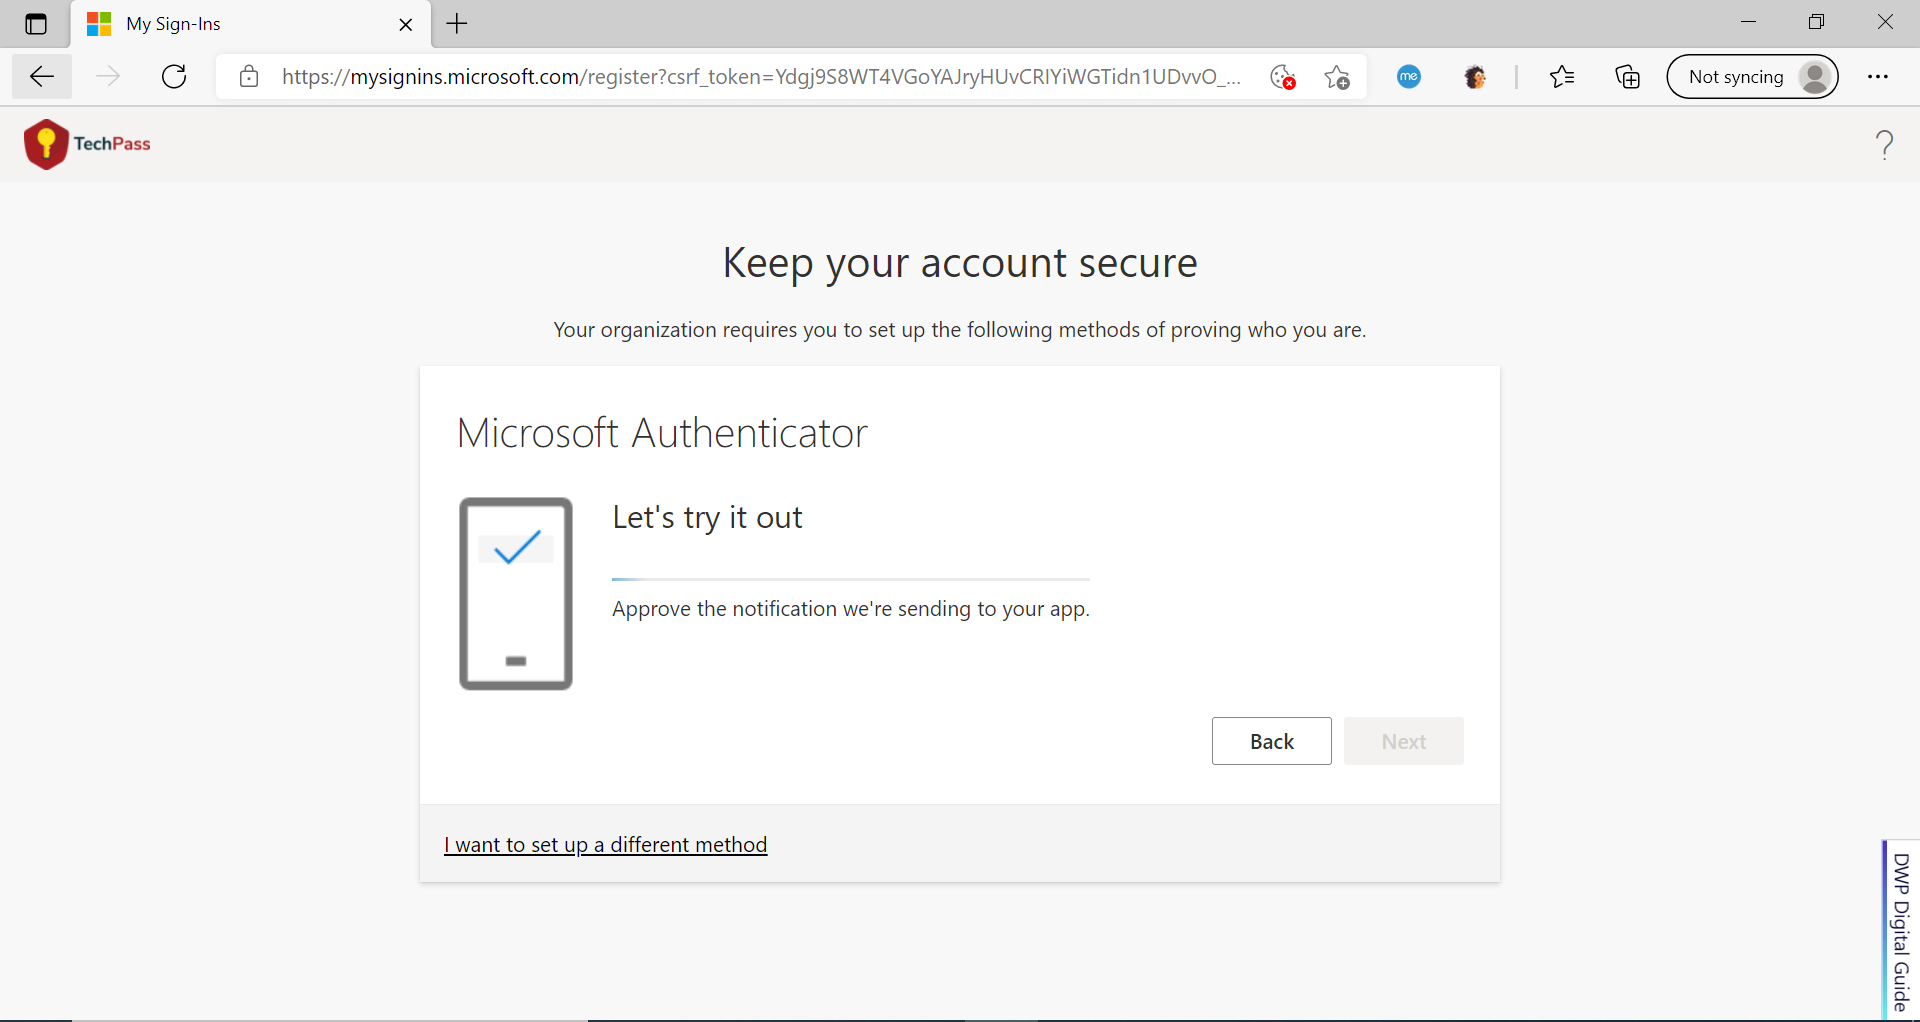 My Sign-Ins
https://mysignins.microsoft.com/register?csrf_token=Ydgj9S8WT4VGoYAJryHUvCRIYiWGTidn1UDvvO_...
me
Not syncing
TechPass
Keep your account secure
Your organization requires you to set up the following methods of proving who you are.
Microsoft Authenticator
Let's try it out
Approve the notification we're sending to your app.
Back
Next
I want to set up a different method
DWP Digital Guide